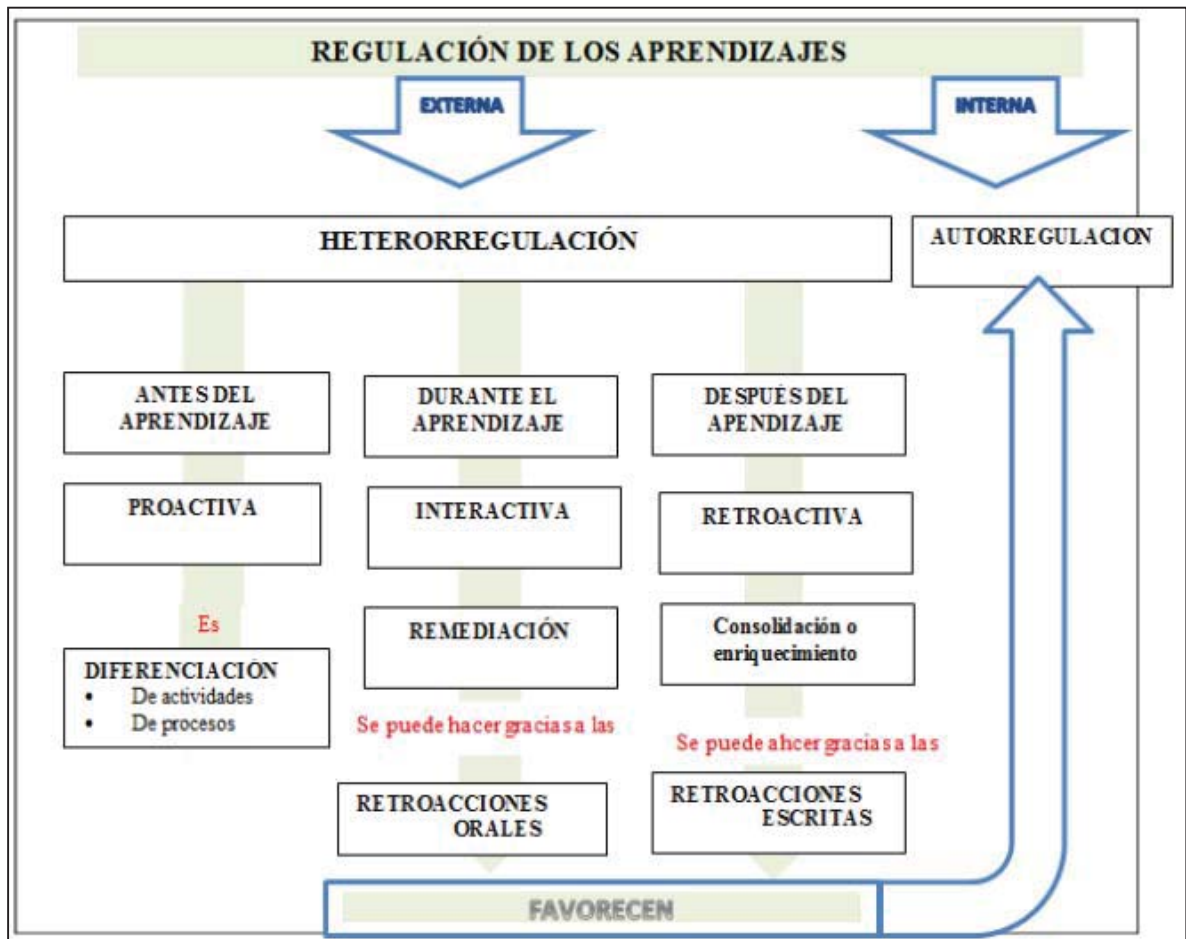 REGULACIÓN DE LOS APRENDIZAJES
EXTERNA
INTERNA
HETERORREGULACIÓN
AUTORREGULACION
ANTES DEL
APRENDIZAJE
DURANTE EL
APRENDIZAJE
DESPUÉS DEL
APENDIZAJE
PROACTIVA
INTERACTIVA
RETROACTIVA
Es
REMEDIACIÓN
Consolidación o
enriquecimiento
DIFERENCIACIÓN
• De actividades
• De procesos
Se puede hacer gracias a las
Se puede ahcer gracias a las
RETROACCIONES
ORALES
RETROACCIONES
ESCRITAS
FAVORECEN